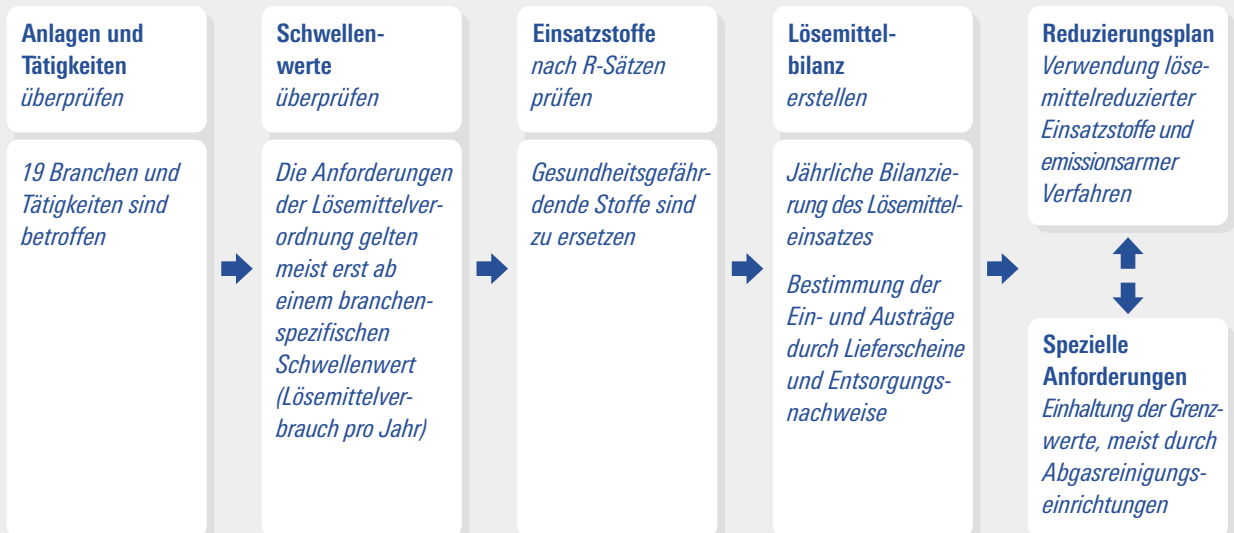 Anlagen und
Tätigkeiten
überprüfen
19 Branchen und
Tätigkeiten sind
betroffen
Schwellen-
werte
überprüfen
Die Anforderungen
der Lösemittelver-
ordnung gelten
meist erst ab
einem branchen-
spezifischen
Schwellenwert
(Lösemittelver-
brauch pro Jahr)
Einsatzstoffe
nach R-Sätzen
prüfen
Gesundheitsgefähr-
dende Stoffe sind
zu ersetzen
Lösemittel-
bilanz
erstellen
Jährliche Bilanzie-
rung des Lösemittel-
einsatzes
Bestimmung der
Ein- und Austräge
durch Lieferscheine
und Entsorgungs-
nachweise
Reduzierungsplan
Verwendung löse-
mittelreduzierter
Einsatzstoffe und
emissionsarmer
Verfahren
Spezielle
Anforderungen
Einhaltung der Grenz-
werte, meist durch
Abgasreinigungs-
einrichtungen